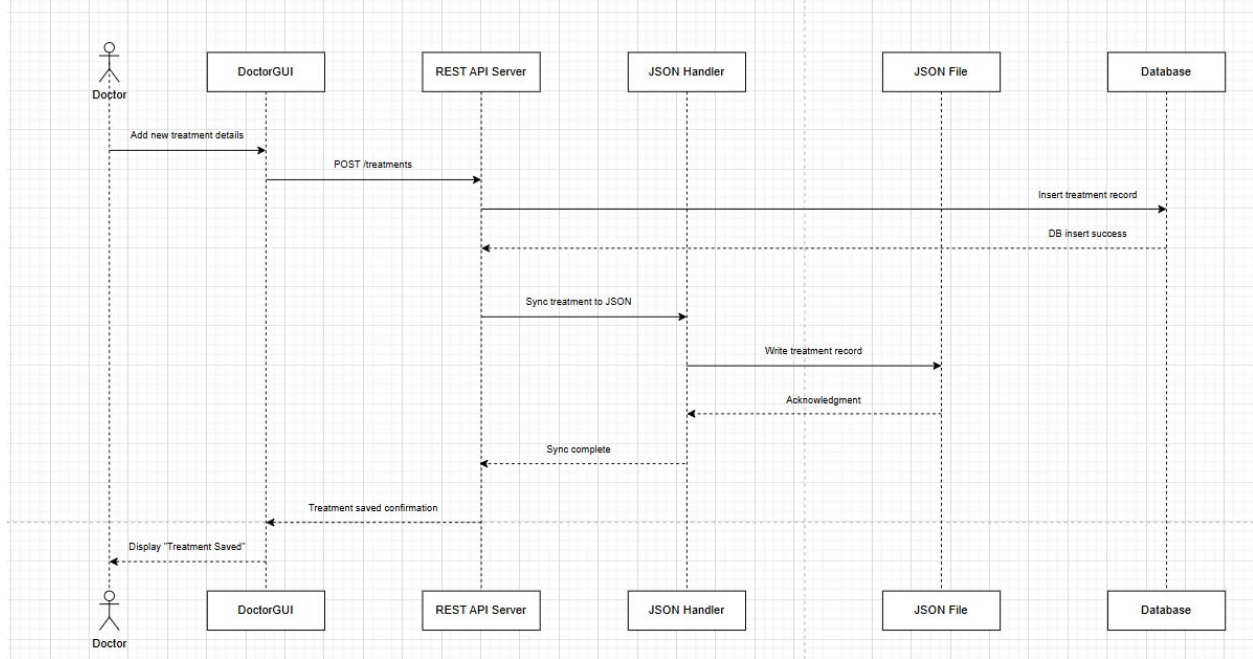 DoctorGUI
REST API Server
JSON Handler
JSON File
Database
Doctor
Add new treatment details
POST /treatments
Insert treatment record
DB insert success
Sync treatment to JSON
Write treatment record
Acknowledgment
Sync complete
Treatment saved confirmation
Display "Treatment Saved"
DoctorGUI
REST API Server
JSON Handler
JSON File
Database
Doctor